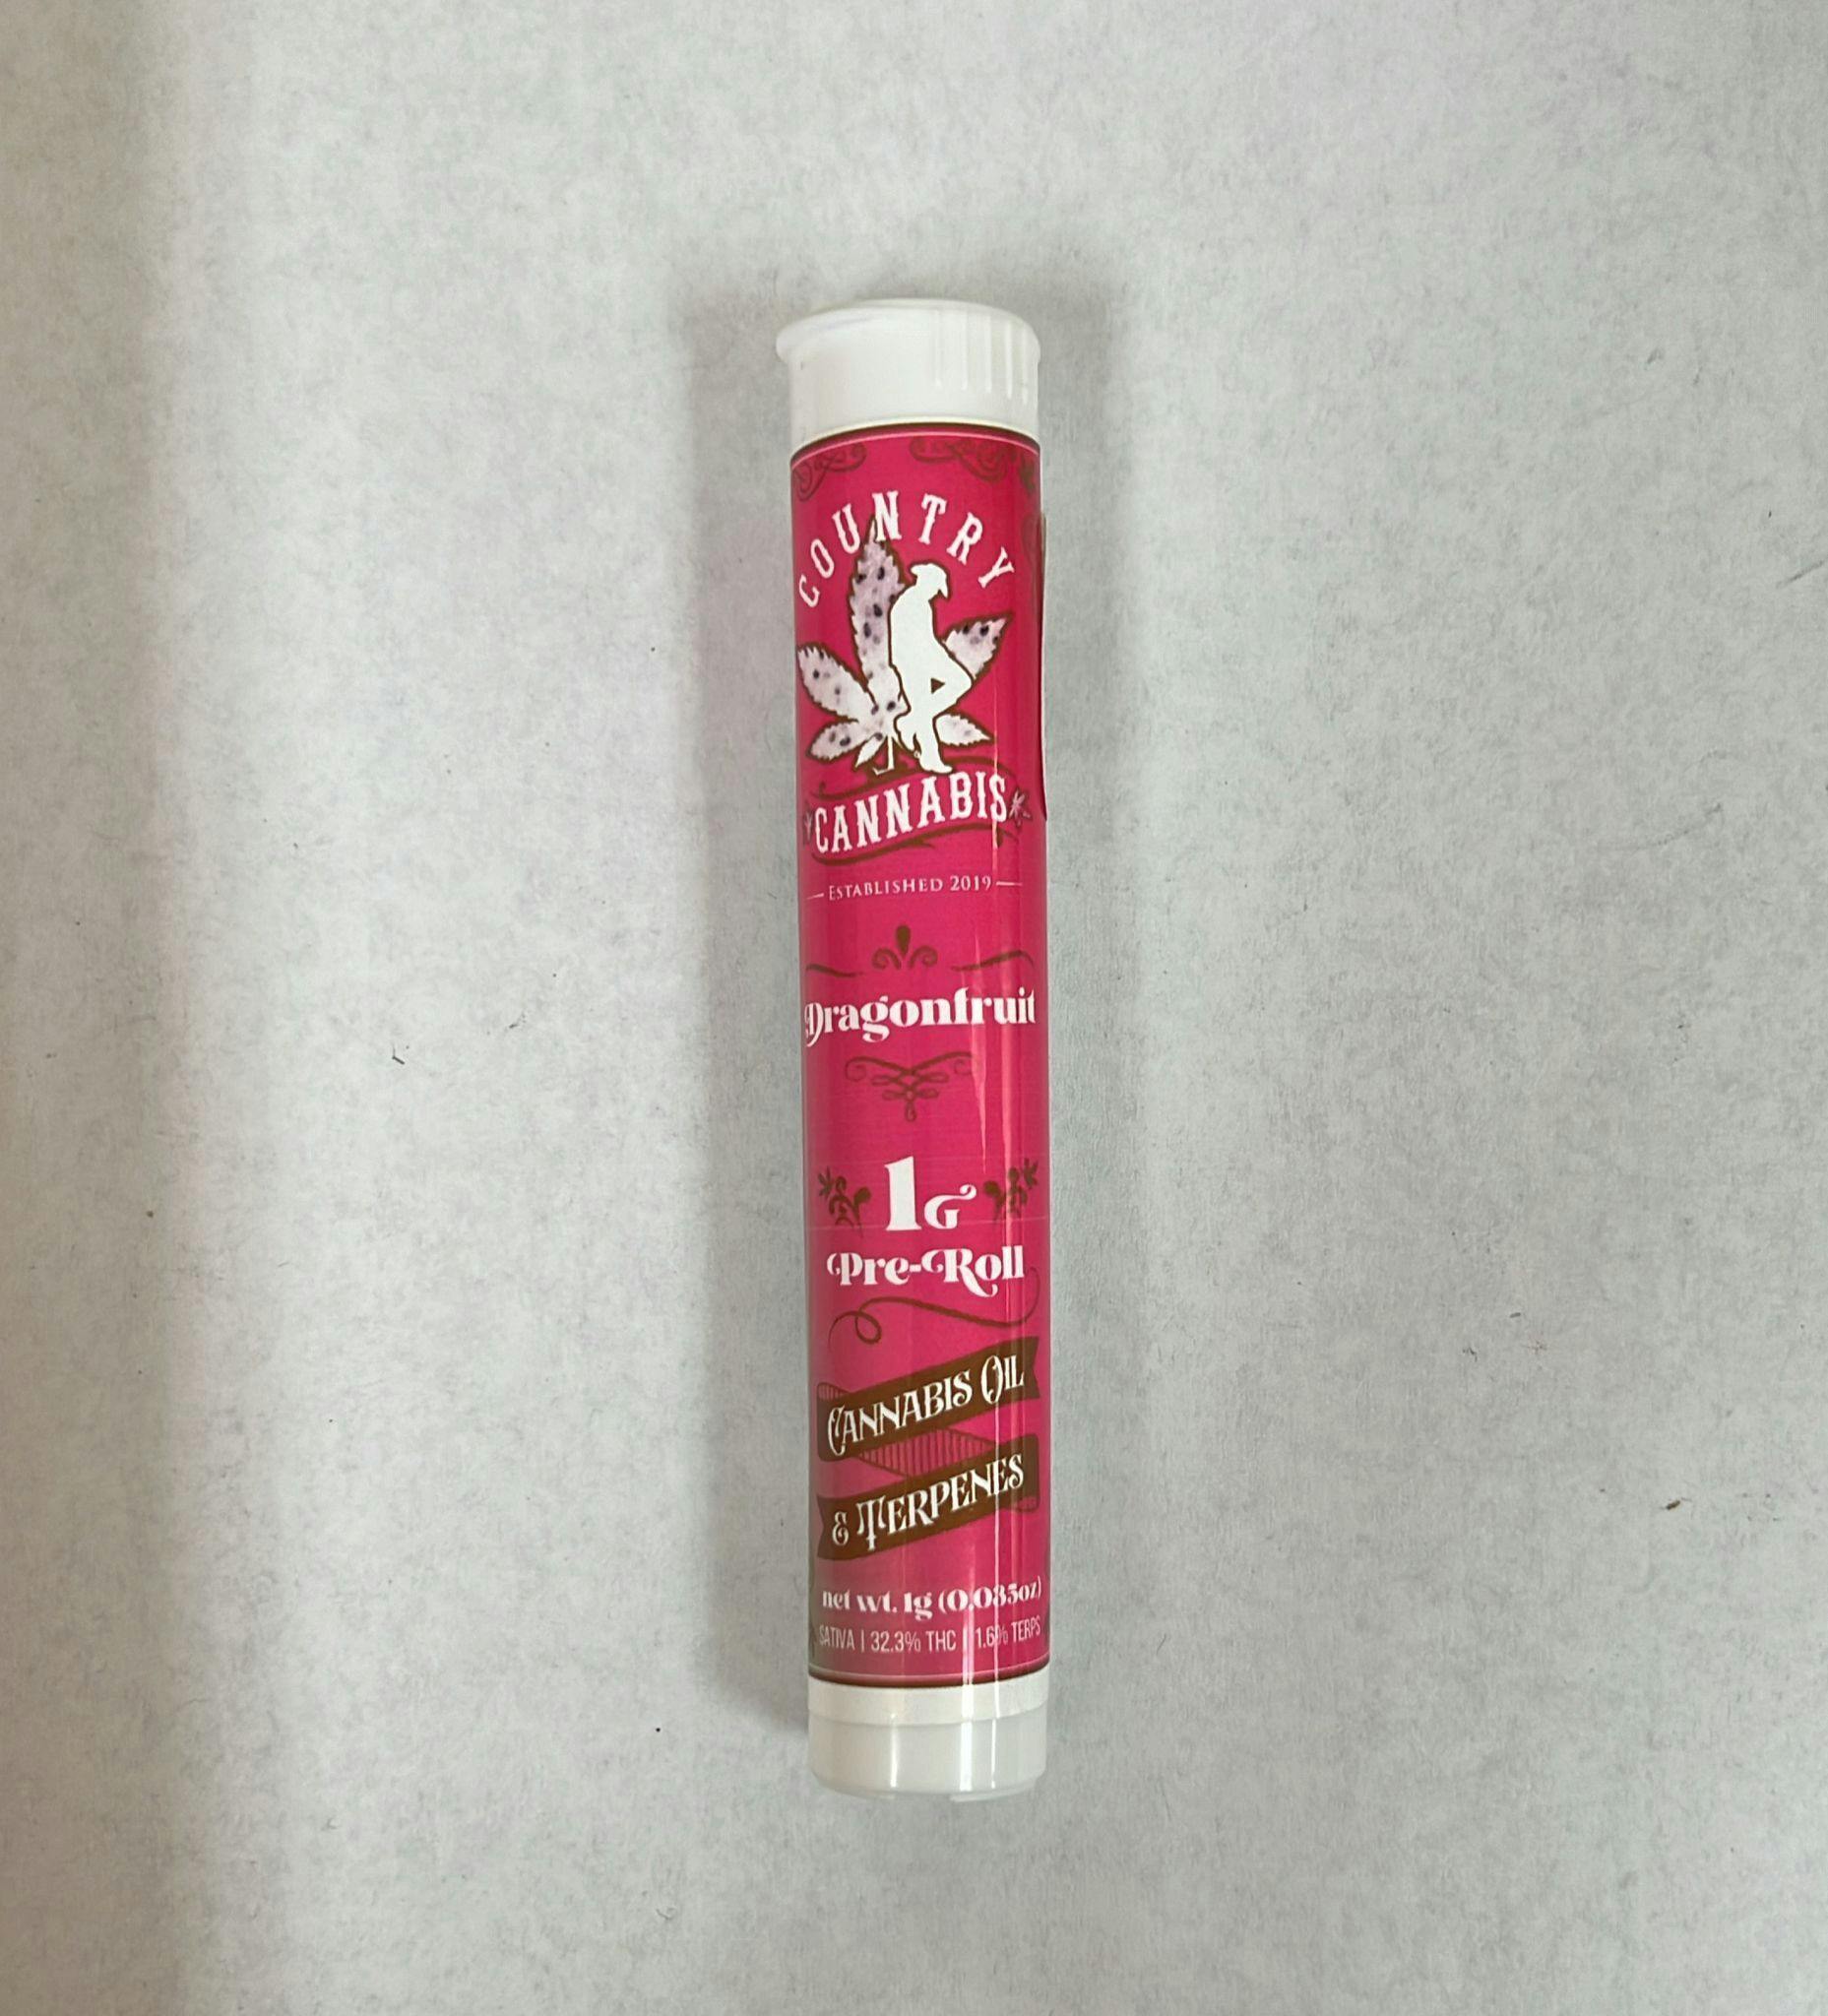 COUNTRY
CANNABIS
ESTABLISHED 2019
Dragonfruit
1G
Pre-Roll
CANNABIS OIL
& TERPENES
net wt. 1g (0.035oz)
SATIVA | 32.3% THC | 1.6% TERPS